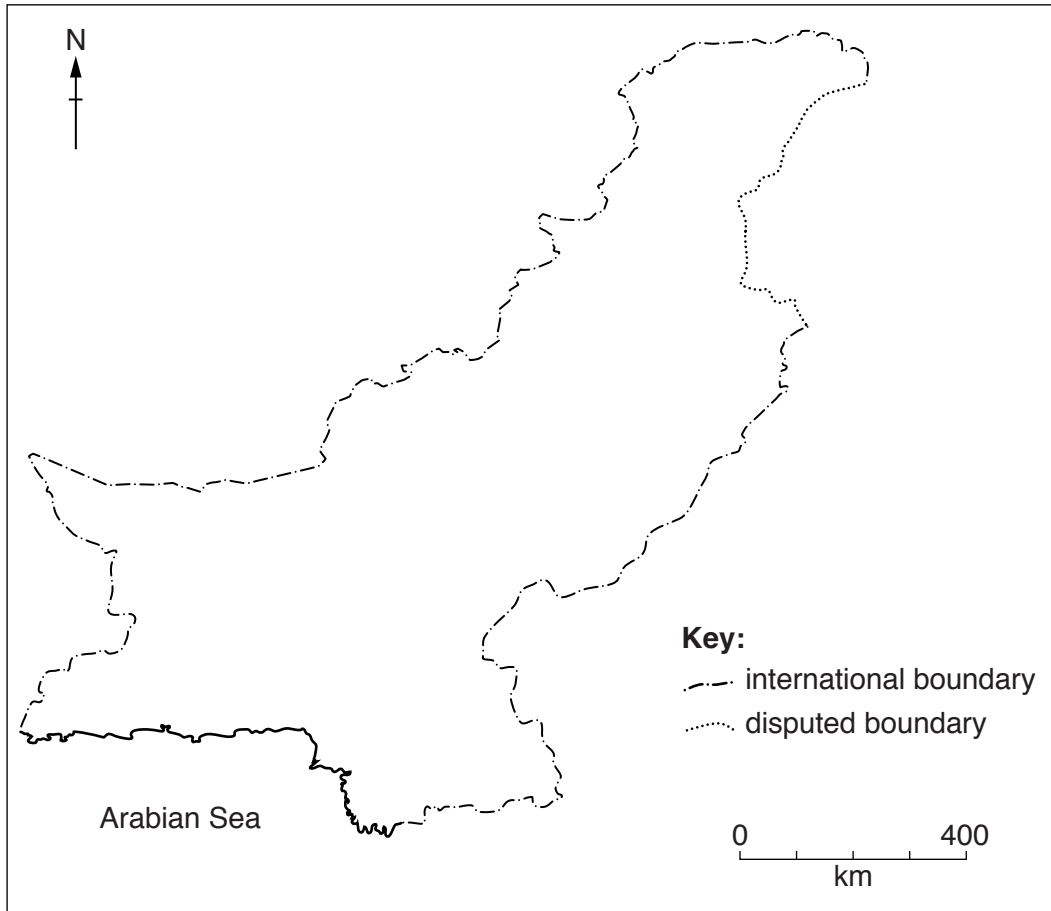 N
Key:
international boundary
disputed boundary
Arabian Sea
0 400
km